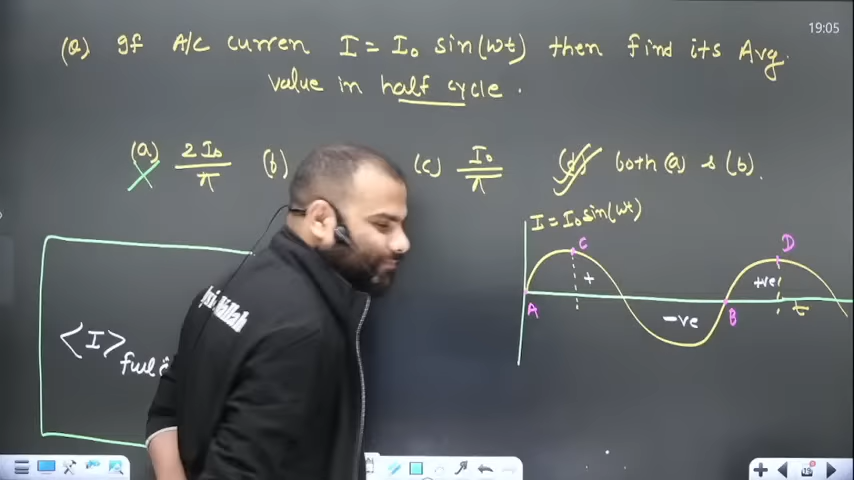 19:05
(Q) If A/C curren I = I₀ sin(ωt) then find its Avg.
value in half cycle.
(a) 2I₀/π (b) (c) I₀/π (d) both (a) & (b).
I = I₀ sin(ωt)
C
D
+
+ve
A
-ve
B
t
<I>